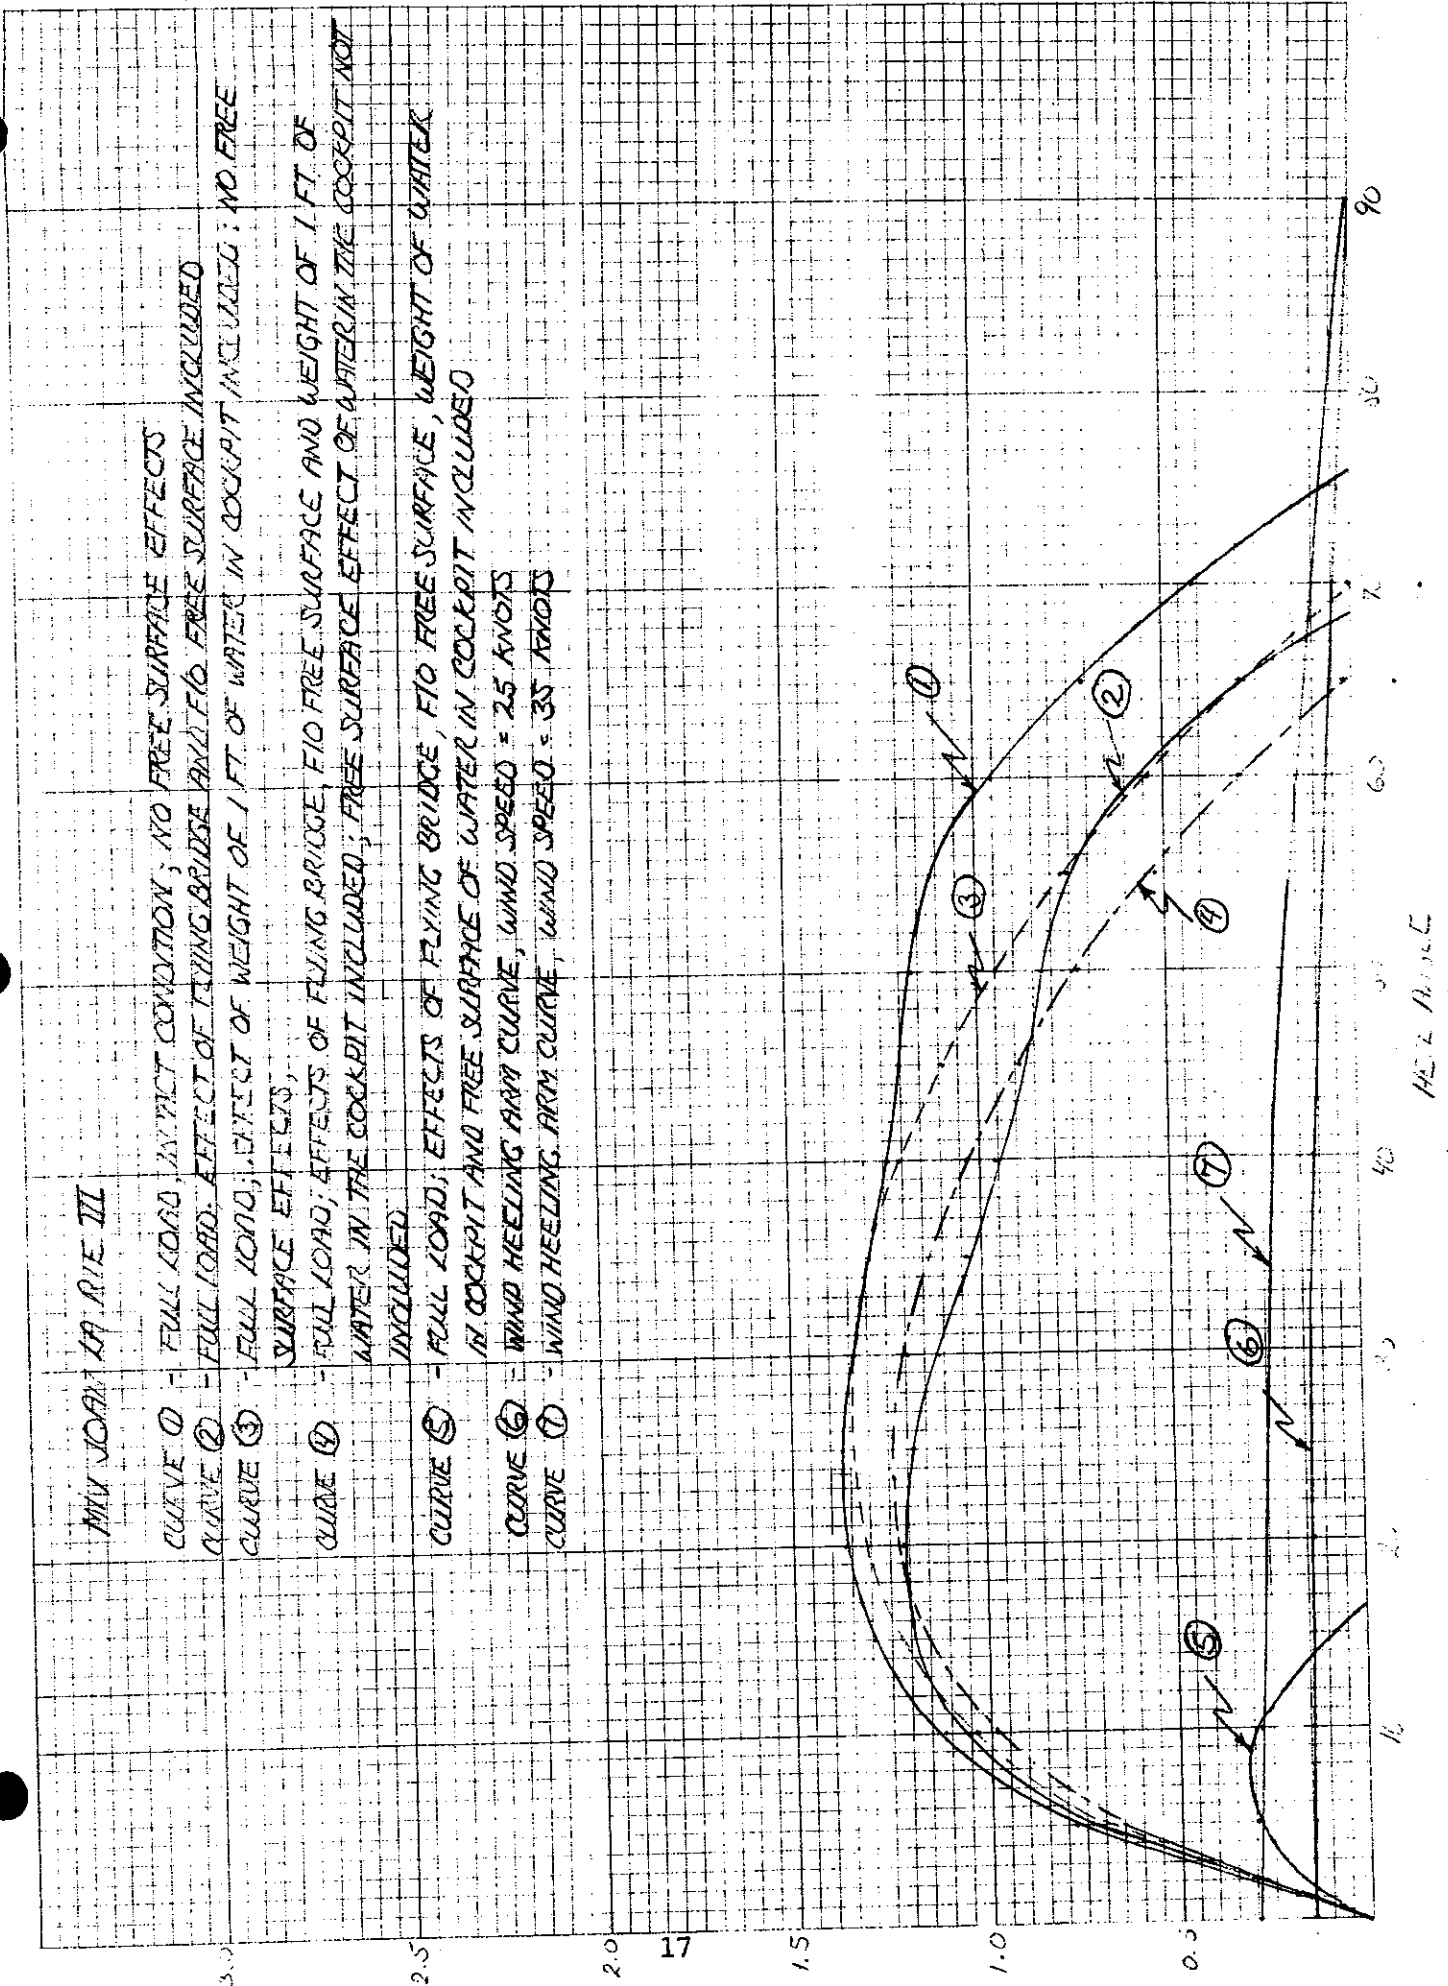 M/V JOAN LA RIE III
CURVE ① - FULL LOAD, INTACT CONDITION; NO FREE SURFACE EFFECTS
CURVE ② - FULL LOAD; EFFECT OF FLYING BRIDGE AND F/O FREE SURFACE INCLUDED
CURVE ③ - FULL LOAD; EFFECT OF WEIGHT OF 1 FT OF WATER IN COCKPIT INCLUDED; NO FREE
SURFACE EFFECTS,
CURVE ④ - FULL LOAD; EFFECTS OF FLYING BRIDGE, F/O FREE SURFACE AND WEIGHT OF 1 FT OF
WATER IN THE COCKPIT INCLUDED; FREE SURFACE EFFECT OF WATER IN THE COCKPIT NOT
INCLUDED
CURVE ⑤ - FULL LOAD; EFFECTS OF FLYING BRIDGE, F/O FREE SURFACE, WEIGHT OF WATER
IN COCKPIT AND FREE SURFACE OF WATER IN COCKPIT INCLUDED
CURVE ⑥ - WIND HEELING ARM CURVE, WIND SPEED = 25 KNOTS
CURVE ⑦ - WIND HEELING ARM CURVE, WIND SPEED = 35 KNOTS
3.0
2.5
2.0
17
1.5
1.0
0.5
①
②
③
④
⑤
⑥
⑦
40
60
90
HEEL ANGLE